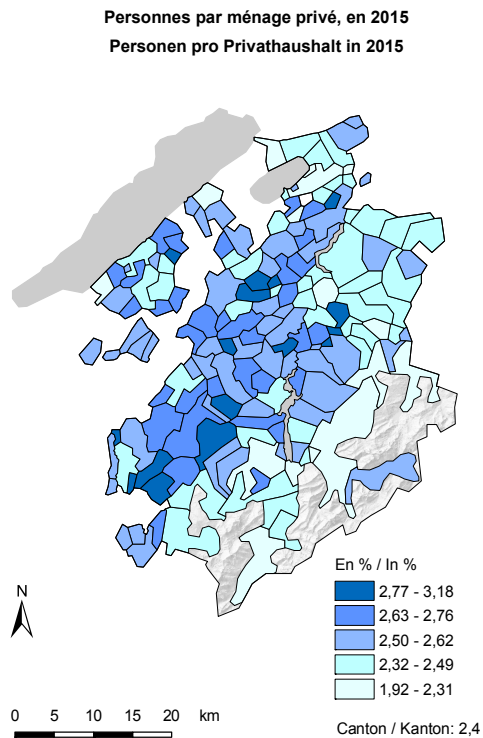 Personnes par ménage privé, en 2015
Personen pro Privathaushalt in 2015
En % / In %
2,77 - 3,18
2,63 - 2,76
2,50 - 2,62
2,32 - 2,49
1,92 - 2,31
N
0 5 10 15 20 km
Canton / Kanton: 2,4